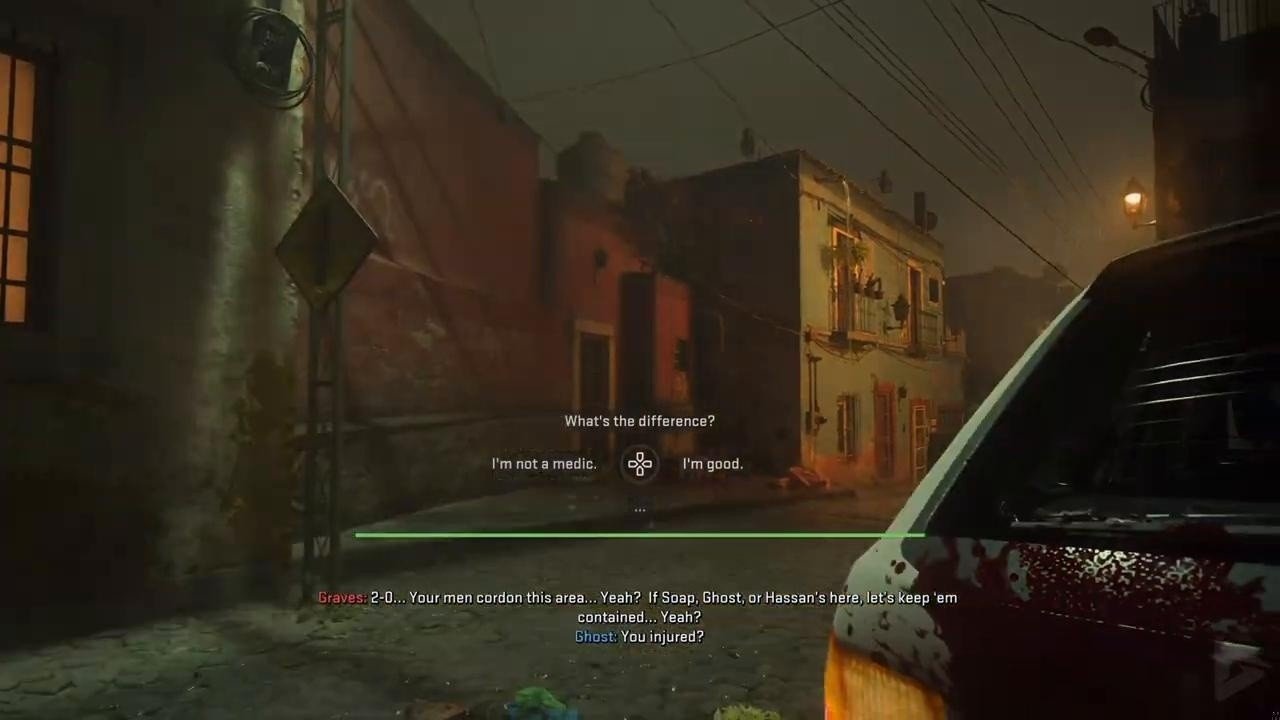 What's the difference?
I'm not a medic.
I'm good.
...
Graves: 2-0... Your men cordon this area... Yeah? If Soap, Ghost, or Hassan's here, let's keep 'em
contained... Yeah?
Ghost: You injured?